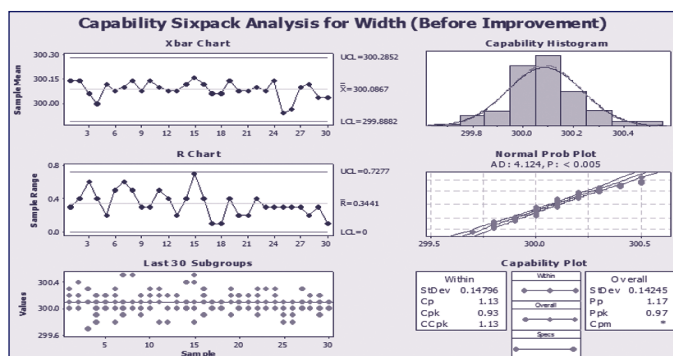 Capability Sixpack Analysis for Width (Before Improvement)
Xbar Chart
Sample Mean
300.30
300.15
300.00
UCL=300.2852
X̿=300.0867
LCL=299.8882
3 6 9 12 15 18 21 24 27 30
Capability Histogram
299.8 300.0 300.2 300.4
R Chart
Sample Range
0.8
0.4
0.0
UCL=0.7277
R̄=0.3441
LCL=0
3 6 9 12 15 18 21 24 27 30
Normal Prob Plot
AD: 4.124, P: < 0.005
299.5 300.0 300.5
Last 30 Subgroups
Values
300.4
300.0
299.6
5 10 15 20 25 30
Sample
Capability Plot
Within
StDev 0.14796
Cp 1.13
Cpk 0.93
CCpk 1.13
Within
Overall
Specs
Overall
StDev 0.14245
Pp 1.17
Ppk 0.97
Cpm *